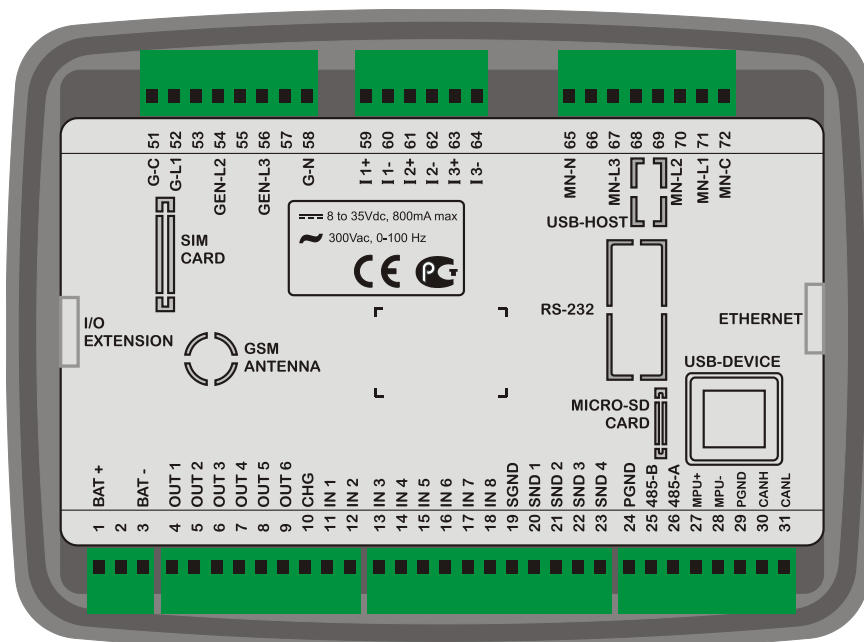 51 52 53 54 55 56 57 58
59 60 61 62 63 64
65 66 67 68 69 70 71 72
G-C
G-L1
GEN-L2
GEN-L3
G-N
I1+
I1-
I2+
I2-
I3+
I3-
MN-N
MN-L3
MN-L2
MN-L1
MN-C
USB-HOST
SIM
CARD
8 to 35Vdc, 800mA max
300Vac, 0-100 Hz
CE
I/O
EXTENSION
GSM
ANTENNA
RS-232
ETHERNET
USB-DEVICE
MICRO-SD
CARD
1 BAT +
2
3 BAT -
4 OUT 1
5 OUT 2
6 OUT 3
7 OUT 4
8 OUT 5
9 OUT 6
10 CHG
11 IN 1
12 IN 2
13 IN 3
14 IN 4
15 IN 5
16 IN 6
17 IN 7
18 IN 8
19 SGND
20 SND 1
21 SND 2
22 SND 3
23 SND 4
24 PGND
25 485-B
26 485-A
27 MPU+
28 MPU-
29 PGND
30 CANH
31 CANL